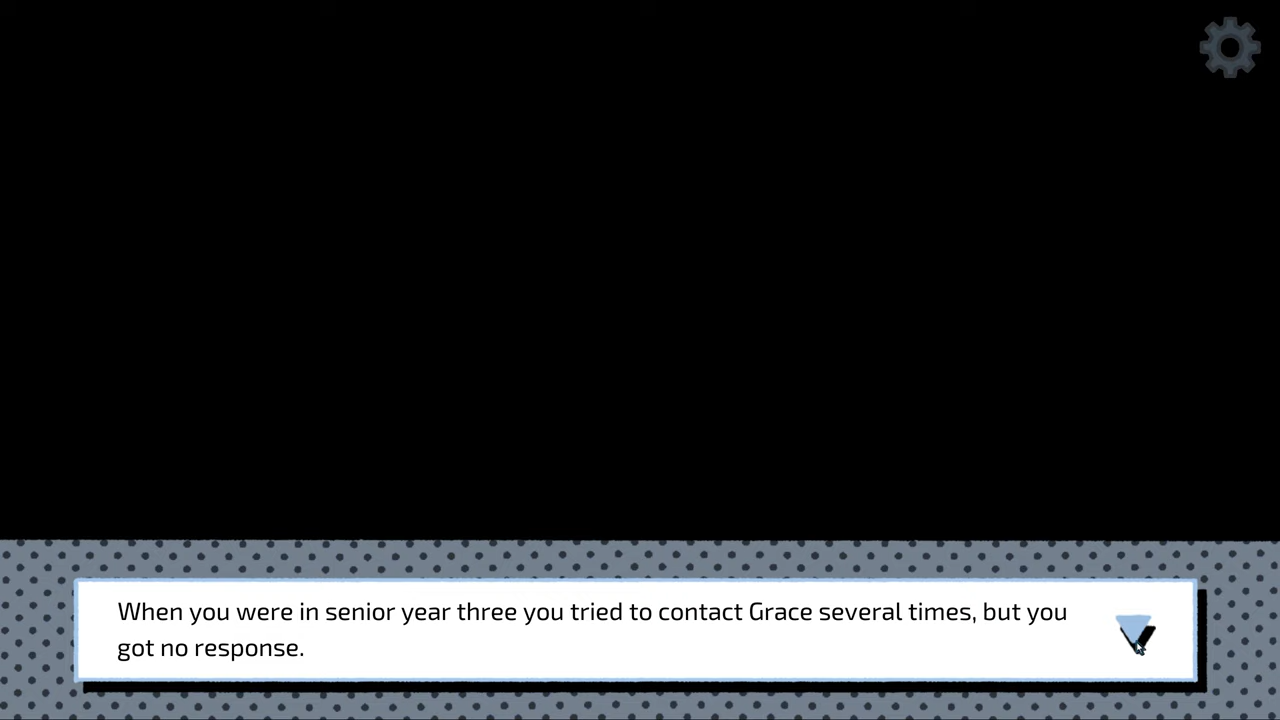 When you were in senior year three you tried to contact Grace several times, but you
got no response.